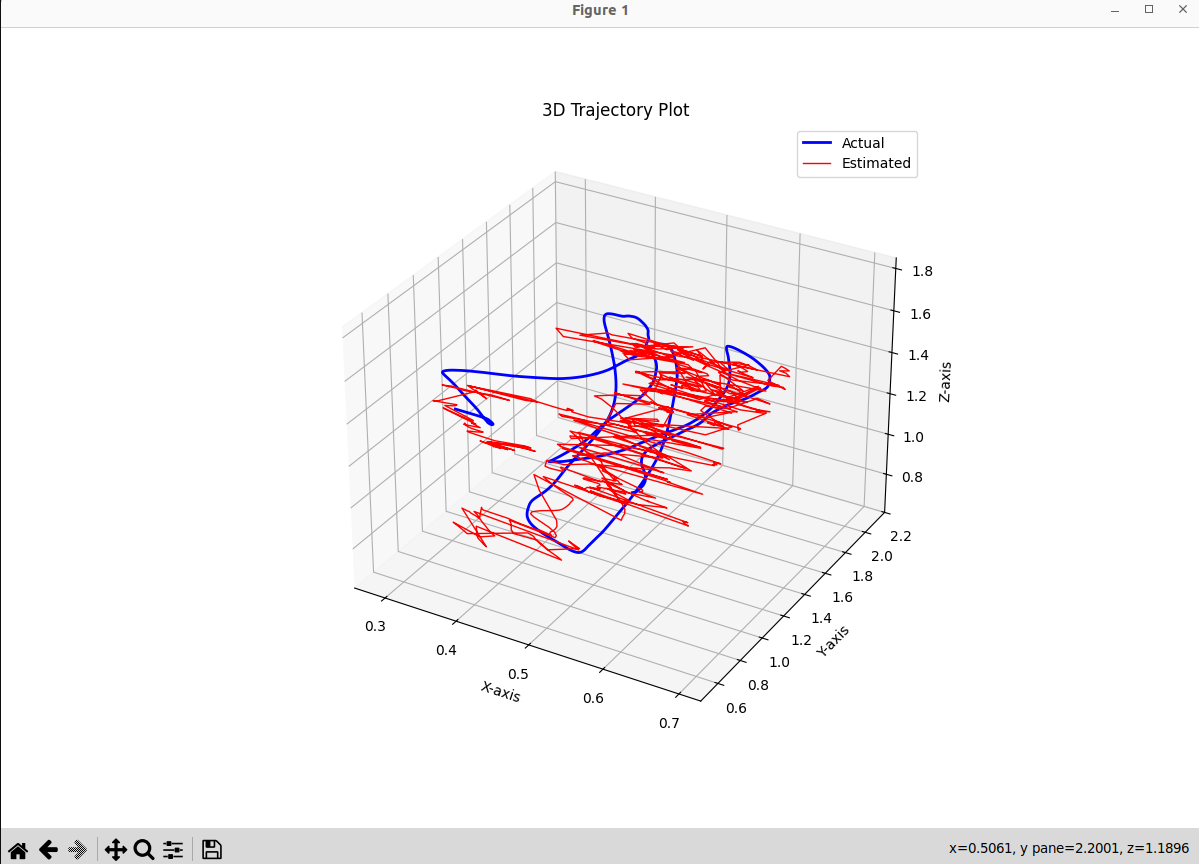 Figure 1
3D Trajectory Plot
Actual
Estimated
1.8
1.6
1.4
1.2
1.0
0.8
Z-axis
2.2
2.0
1.8
1.6
1.4
1.2
1.0
0.8
0.6
Y-axis
0.3
0.4
0.5
0.6
0.7
X-axis
x=0.5061, y pane=2.2001, z=1.1896